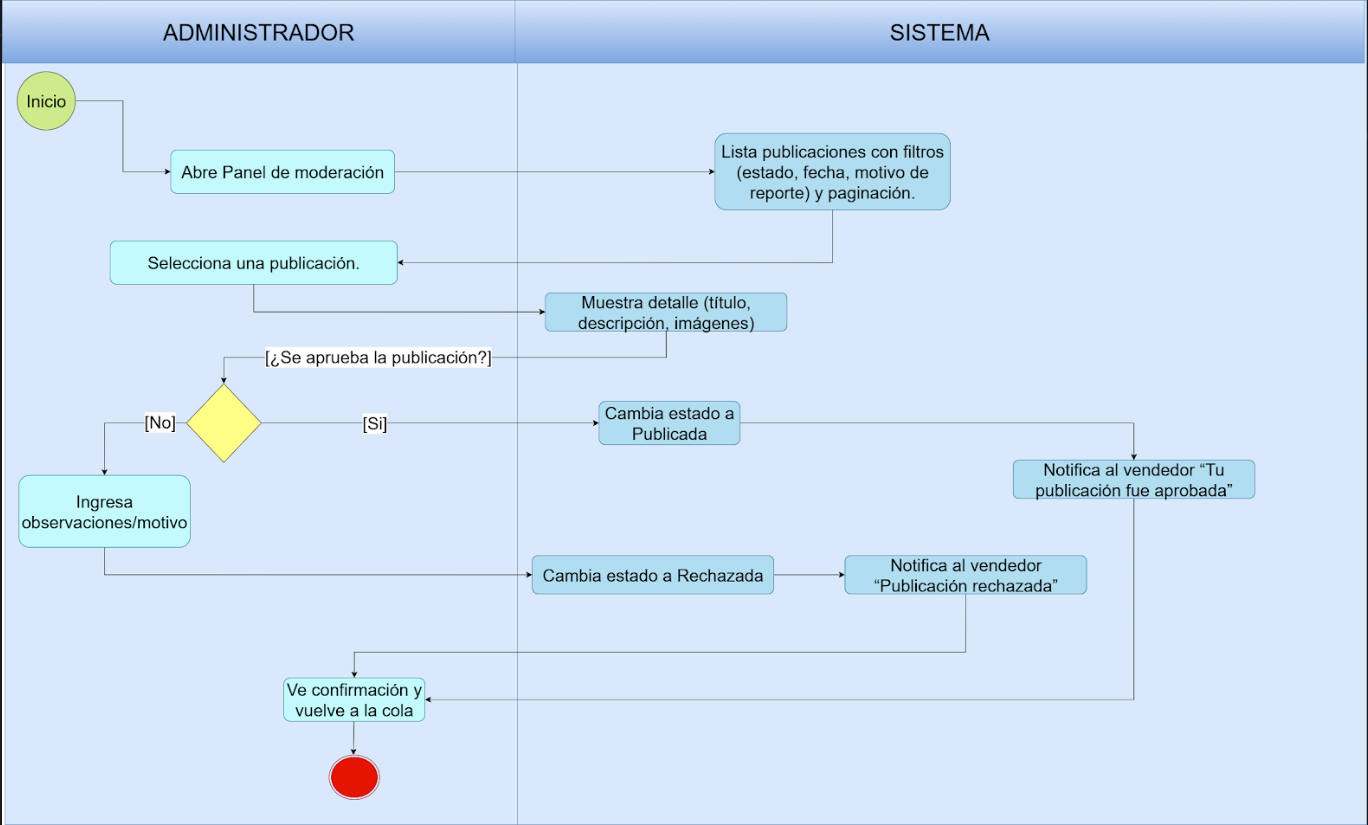 ADMINISTRADOR
SISTEMA
Inicio
Abre Panel de moderación
Lista publicaciones con filtros
(estado, fecha, motivo de
reporte) y paginación.
Selecciona una publicación.
Muestra detalle (título,
descripción, imágenes)
[¿Se aprueba la publicación?]
[No]
[Si]
Cambia estado a
Publicada
Notifica al vendedor “Tu
publicación fue aprobada”
Ingresa
observaciones/motivo
Cambia estado a Rechazada
Notifica al vendedor
“Publicación rechazada”
Ve confirmación y
vuelve a la cola